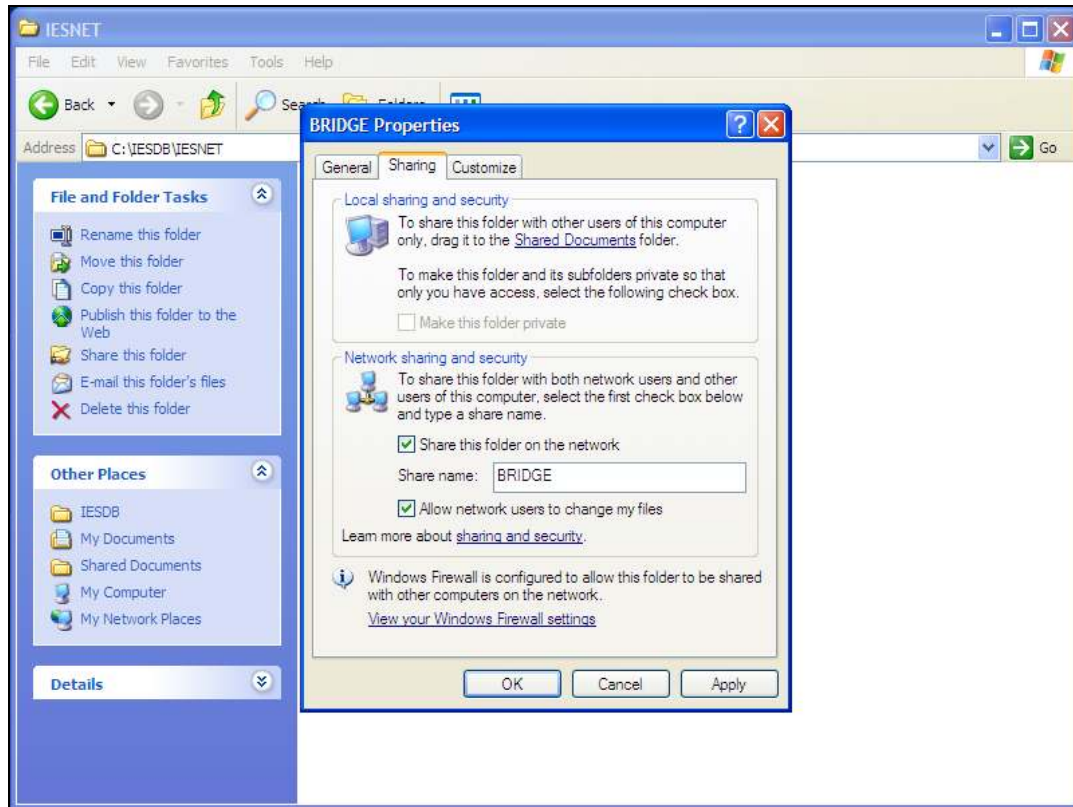 IESNET
File Edit View Favorites Tools Help
Back
Address C:\IESDB\IESNET Go
File and Folder Tasks
Rename this folder
Move this folder
Copy this folder
Publish this folder to the
Web
Share this folder
E-mail this folder's files
Delete this folder
Other Places
IESDB
My Documents
Shared Documents
My Computer
My Network Places
Details
BRIDGE Properties
General Sharing Customize
Local sharing and security
To share this folder with other users of this computer
only, drag it to the Shared Documents folder.
To make this folder and its subfolders private so that
only you have access, select the following check box.
Make this folder private
Network sharing and security
To share this folder with both network users and other
users of this computer, select the first check box below
and type a share name.
Share this folder on the network
Share name: BRIDGE
Allow network users to change my files
Learn more about sharing and security.
Windows Firewall is configured to allow this folder to be shared
with other computers on the network.
View your Windows Firewall settings
OK Cancel Apply